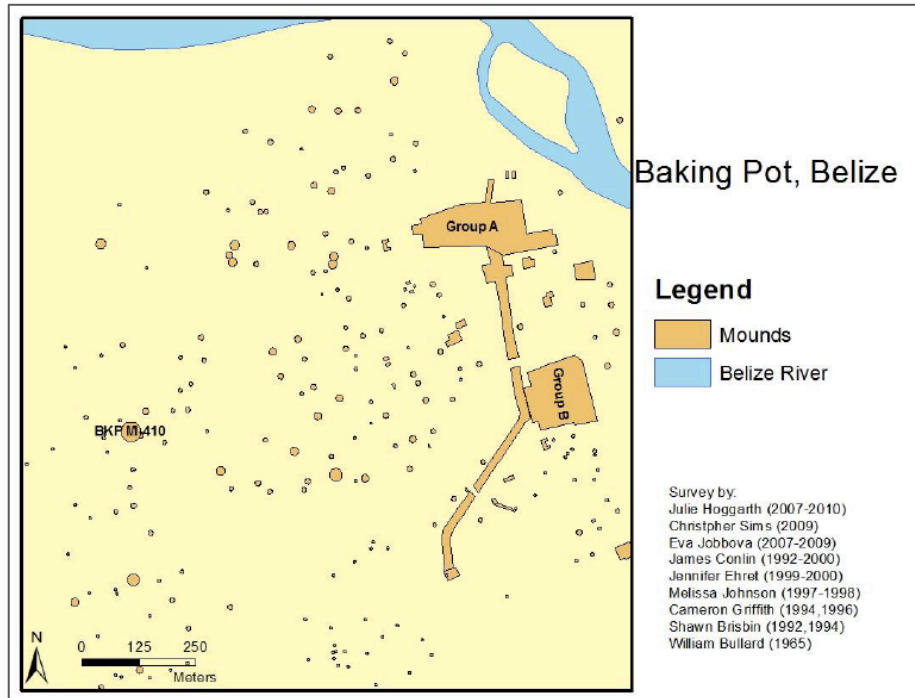 Baking Pot, Belize
Group A
Legend
Mounds
Belize River
Group B
BKP M-410
Survey by:
Julie Hoggarth (2007-2010)
Christpher Sims (2009)
Eva Jobbova (2007-2009)
James Conlin (1992-2000)
Jennifer Ehret (1999-2000)
Melissa Johnson (1997-1998)
Cameron Griffith (1994,1996)
Shawn Brisbin (1992,1994)
William Bullard (1965)
N
0 125 250
Meters